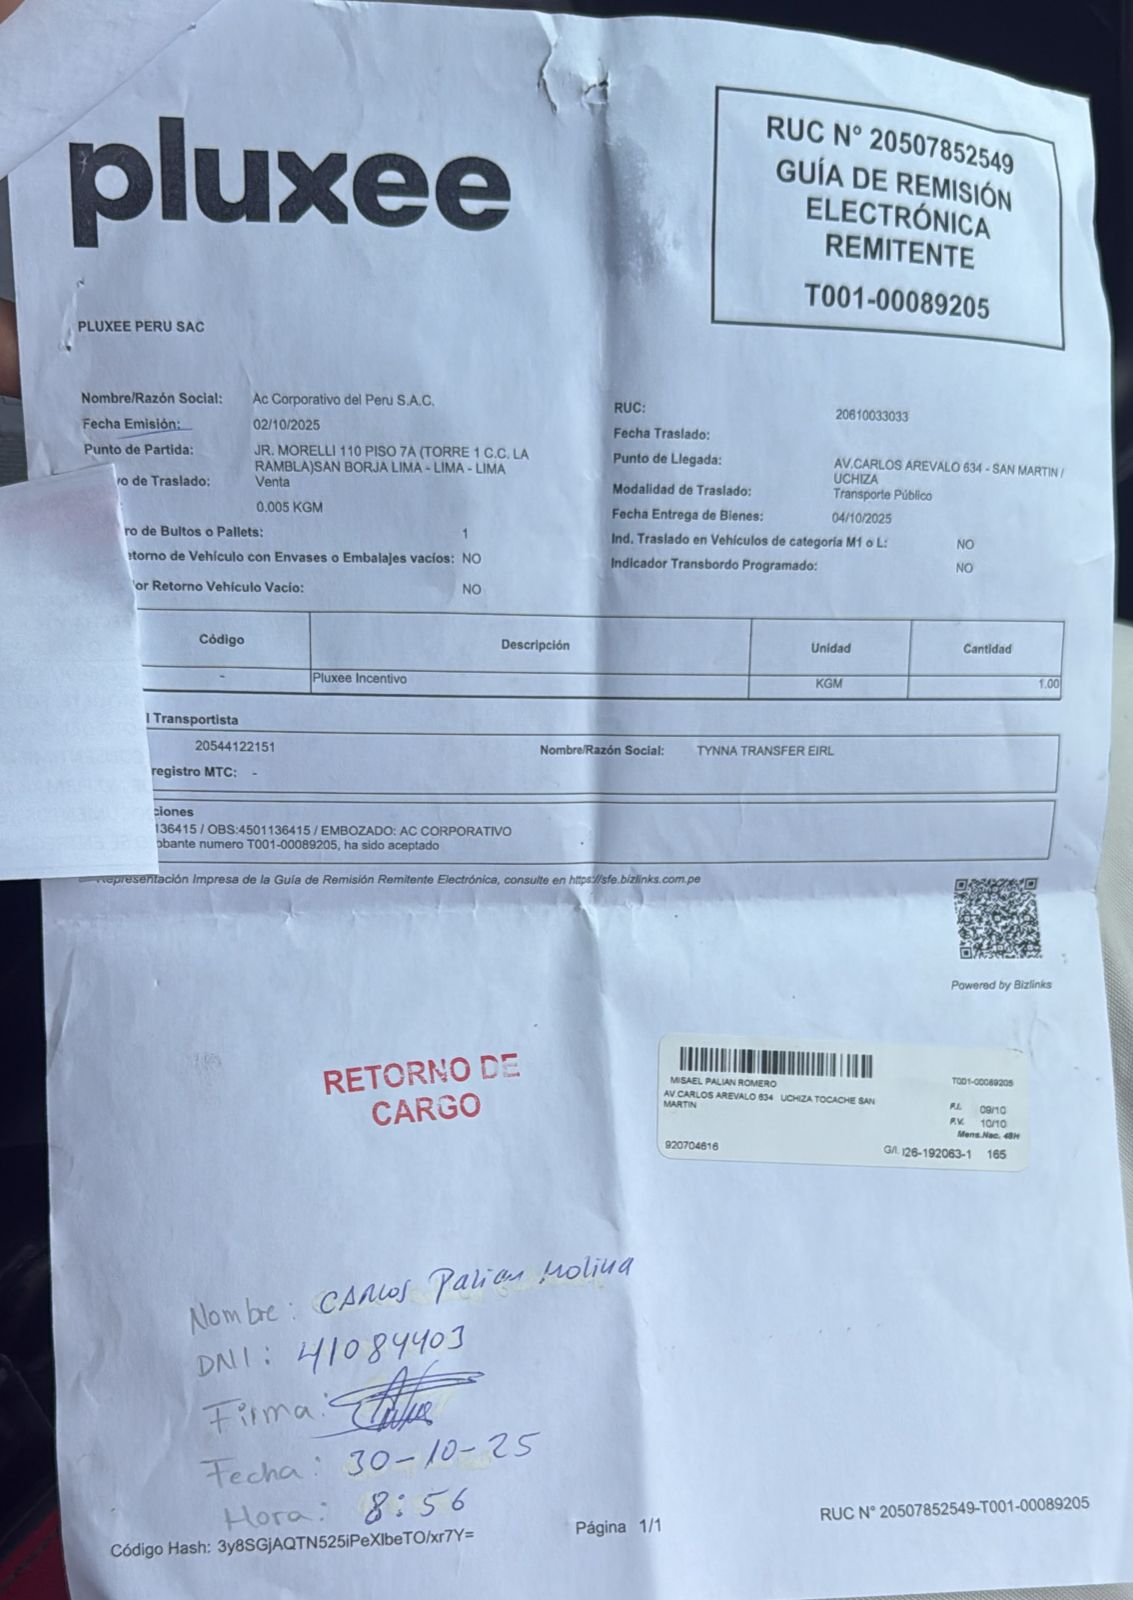 pluxee
RUC N° 20507852549
GUÍA DE REMISIÓN
ELECTRÓNICA
REMITENTE
T001-00089205
PLUXEE PERU SAC
Nombre/Razón Social: Ac Corporativo del Peru S.A.C.
Fecha Emisión: 02/10/2025
Punto de Partida: JR. MORELLI 110 PISO 7A (TORRE 1 C.C. LA
RAMBLA)SAN BORJA LIMA - LIMA - LIMA
vo de Traslado: Venta
: 0.005 KGM
ro de Bultos o Pallets: 1
etorno de Vehículo con Envases o Embalajes vacíos: NO
or Retorno Vehículo Vacío: NO
RUC: 20610033033
Fecha Traslado:
Punto de Llegada: AV.CARLOS AREVALO 634 - SAN MARTIN /
UCHIZA
Modalidad de Traslado: Transporte Público
Fecha Entrega de Bienes: 04/10/2025
Ind. Traslado en Vehículos de categoría M1 o L: NO
Indicador Transbordo Programado: NO
Código Descripción Unidad Cantidad
- Pluxee Incentivo KGM 1.00
l Transportista
20544122151 Nombre/Razón Social: TYNNA TRANSFER EIRL
registro MTC: -
ciones
136415 / OBS:4501136415 / EMBOZADO: AC CORPORATIVO
obante numero T001-00089205, ha sido aceptado
Representación Impresa de la Guía de Remisión Remitente Electrónica, consulte en https://sfe.bizlinks.com.pe
Powered by Bizlinks
RETORNO DE
CARGO
MISAEL PALIAN ROMERO T001-00089205
AV.CARLOS AREVALO 634 UCHIZA TOCACHE SAN
MARTIN
F.I. 09/10
F.V. 10/10
Mens.Nac. 48H
920704616 G/I. 026-192063-1 165
Nombre: CARLOS Palian Molina
DNI: 41084403
Firma:
Fecha: 30-10-25
Hora: 8:56
Código Hash: 3y8SGjAQTN525iPeXIbeTO/xr7Y=
Página 1/1
RUC N° 20507852549-T001-00089205